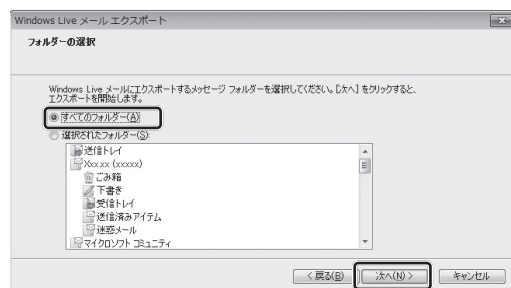 Windows Live メール エクスポート
フォルダーの選択
Windows Live メールにエクスポートするメッセージ フォルダーを選択してください。[次へ] をクリックすると、
エクスポートを開始します。
すべてのフォルダー(A)
選択されたフォルダー(S):
送信トレイ
Xxx.xx (xxxxx)
ごみ箱
下書き
受信トレイ
送信済みアイテム
迷惑メール
マイクロソフト コミュニティ
< 戻る(B)
次へ(N) >
キャンセル